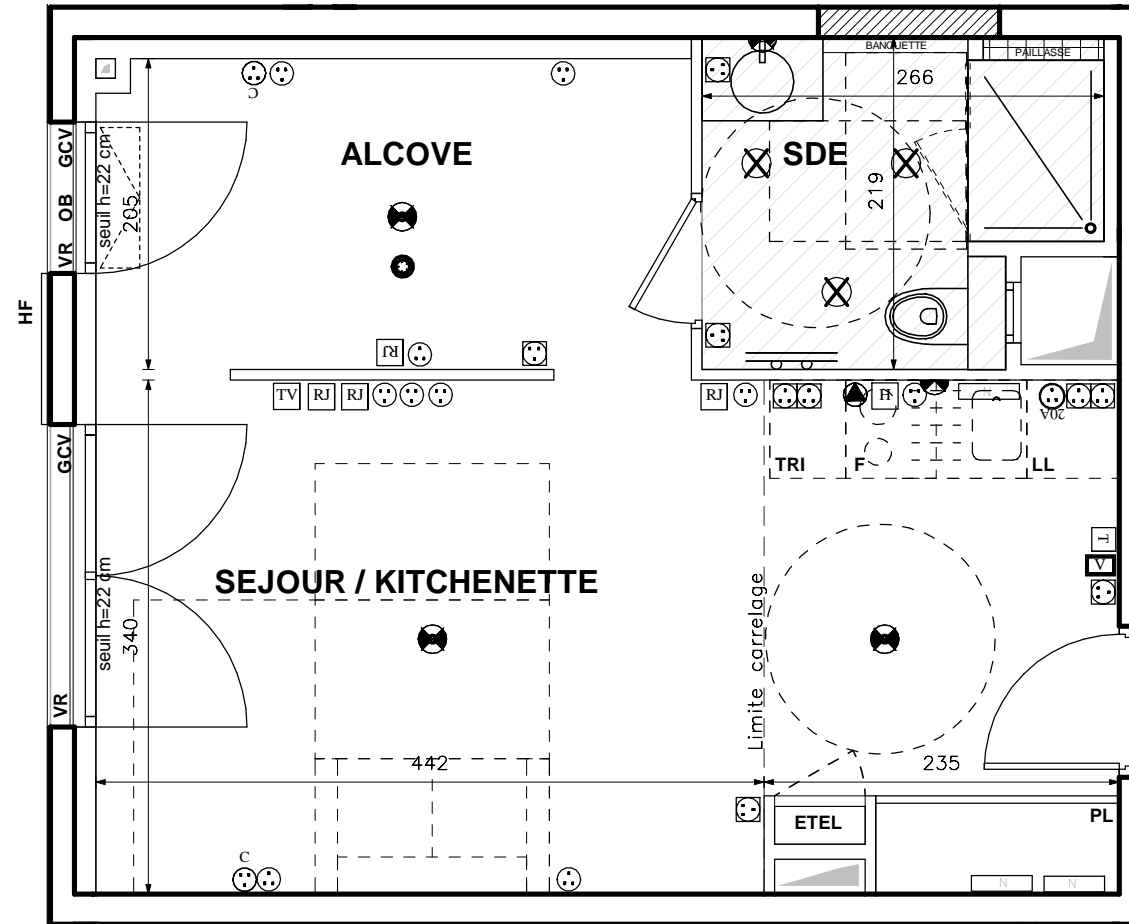 BANQUETTE
PAILLASSE
266
C
GCV
OB
VR
seuil h=22 cm
205
ALCOVE
SDE
219
HF
RJ
TV
RJ
RJ
RJ
H
N
20A
GCV
TRI
F
LL
T
V
SEJOUR / KITCHENETTE
seuil h=22 cm
340
Limite carrelage
VR
442
235
ETEL
PL
C
N
N